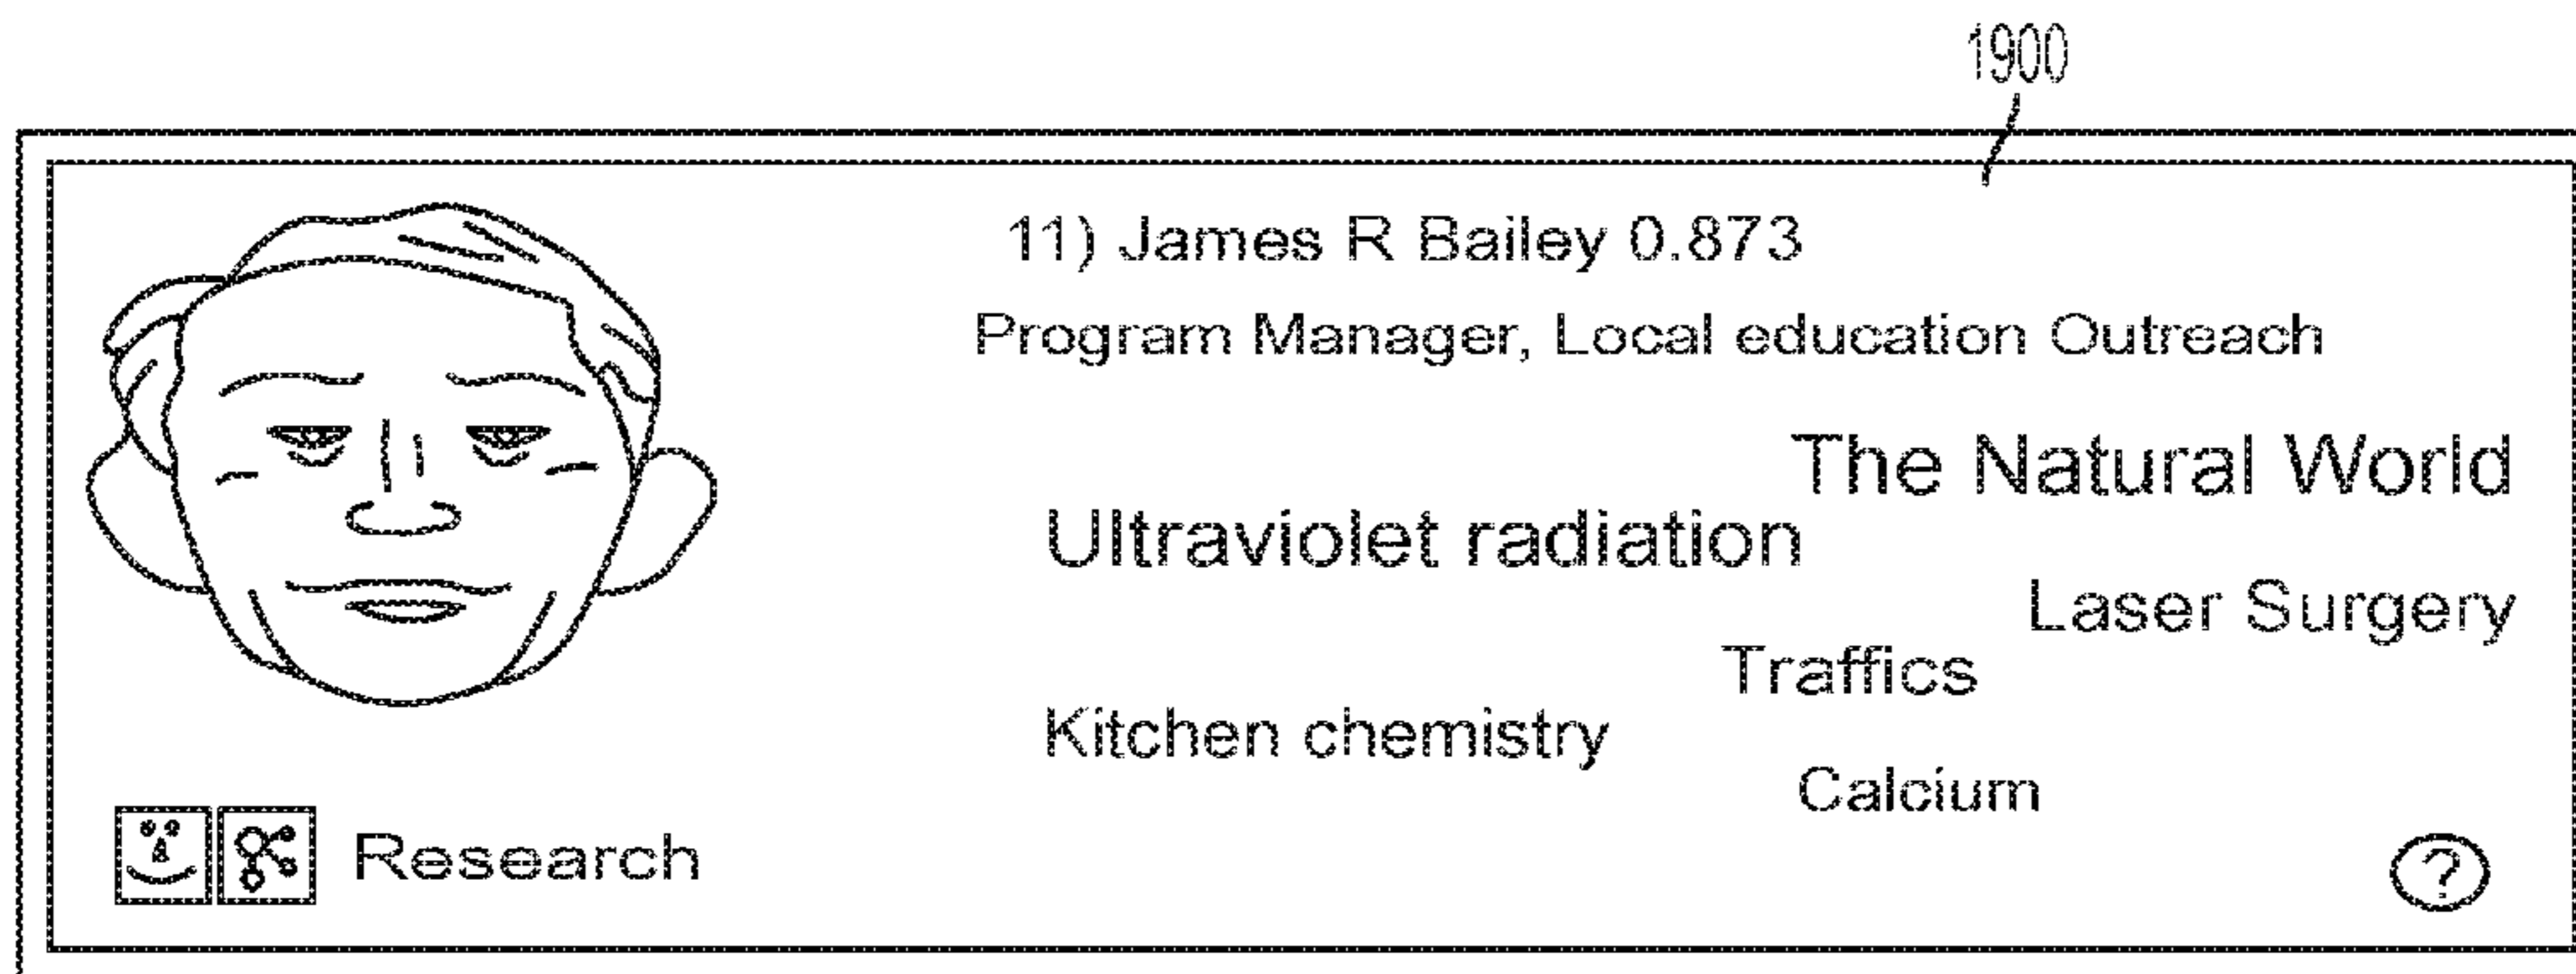 1900
11) James R Bailey 0.873
Program Manager, Local education Outreach
The Natural World
Ultraviolet radiation
Laser Surgery
Traffics
Kitchen chemistry
Calcium
Research
?